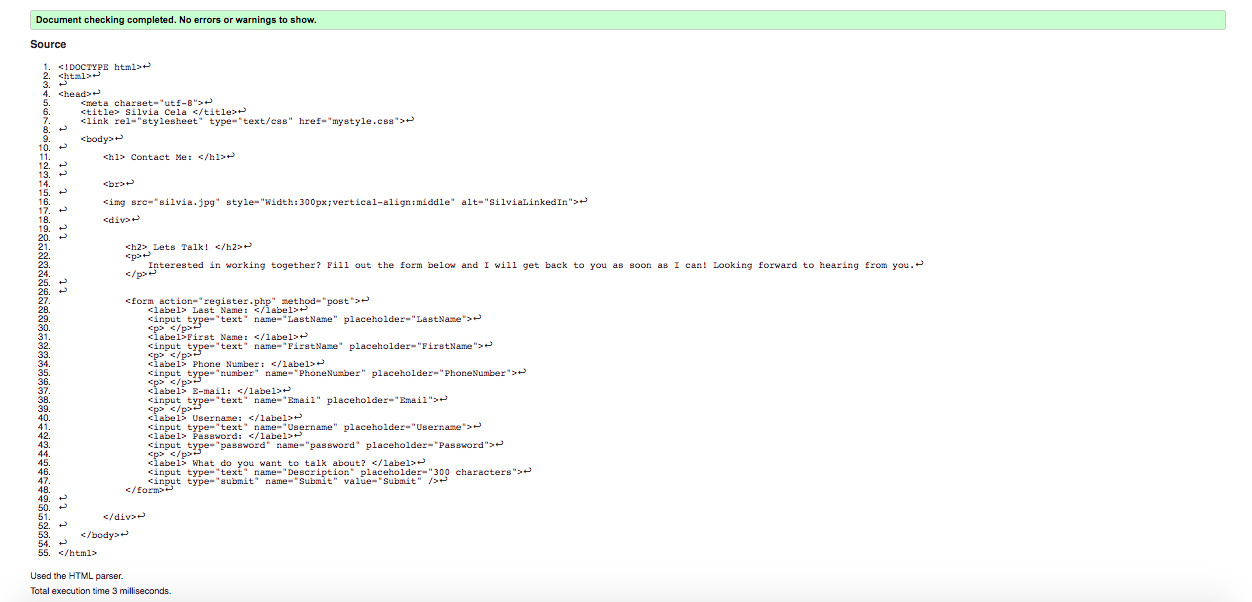 Document checking completed. No errors or warnings to show.
Source
1. <!DOCTYPE html>↩
2. <html>↩
3. ↩
4. <head>↩
5. <meta charset="utf-8">↩
6. <title> Silvia Cela </title>↩
7. <link rel="stylesheet" type="text/css" href="mystyle.css">↩
8. ↩
9. <body>↩
10. ↩
11. <h1> Contact Me: </h1>↩
12. ↩
13. ↩
14. <br>↩
15. ↩
16. <img src="silvia.jpg" style="Width:300px;vertical-align:middle" alt="SilviaLinkedIn">↩
17. ↩
18. <div>↩
19. ↩
20. ↩
21. <h2> Lets Talk! </h2>↩
22. <p>↩
23. Interested in working together? Fill out the form below and I will get back to you as soon as I can! Looking forward to hearing from you.↩
24. </p>↩
25. ↩
26. ↩
27. <form action="register.php" method="post">↩
28. <label> Last Name: </label>↩
29. <input type="text" name="LastName" placeholder="LastName">↩
30. <p> </p>↩
31. <label>First Name: </label>↩
32. <input type="text" name="FirstName" placeholder="FirstName">↩
33. <p> </p>↩
34. <label> Phone Number: </label>↩
35. <input type="number" name="PhoneNumber" placeholder="PhoneNumber">↩
36. <p> </p>↩
37. <label> E-mail: </label>↩
38. <input type="text" name="Email" placeholder="Email">↩
39. <p> </p>↩
40. <label> Username: </label>↩
41. <input type="text" name="Username" placeholder="Username">↩
42. <label> Password: </label>↩
43. <input type="password" name="password" placeholder="Password">↩
44. <p> </p>↩
45. <label> What do you want to talk about? </label>↩
46. <input type="text" name="Description" placeholder="300 characters">↩
47. <input type="submit" name="Submit" value="Submit" />↩
48. </form>↩
49. ↩
50. ↩
51. </div>↩
52. ↩
53. </body>↩
54. ↩
55. </html>
Used the HTML parser.
Total execution time 3 milliseconds.